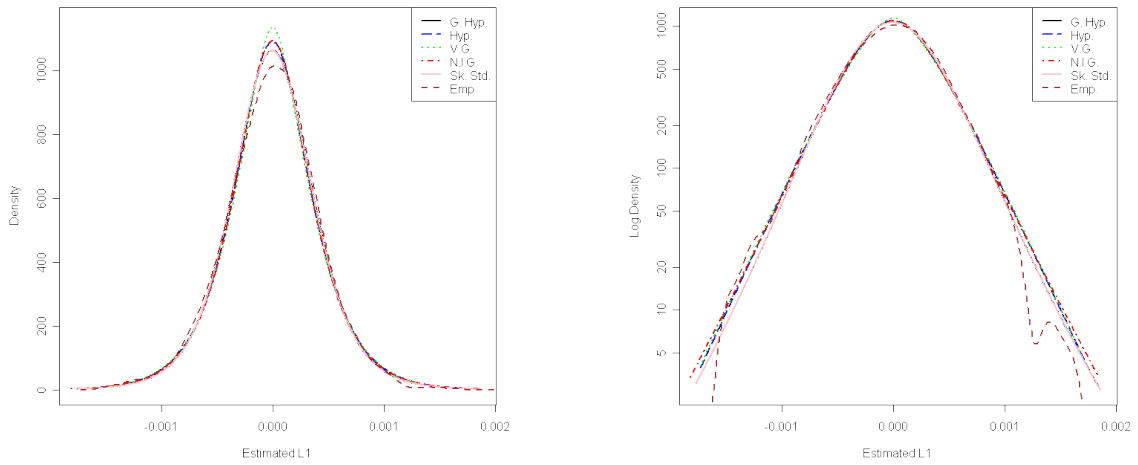 G. Hyp.
Hyp.
V.G.
N.I.G.
Sk. Std.
Emp.
Density
0
200
400
600
800
1000
-0.001
0.000
0.001
0.002
Estimated L1
G. Hyp.
Hyp.
V.G.
N.I.G.
Sk. Std.
Emp.
Log Density
5
10
20
50
100
200
500
1000
-0.001
0.000
0.001
0.002
Estimated L1